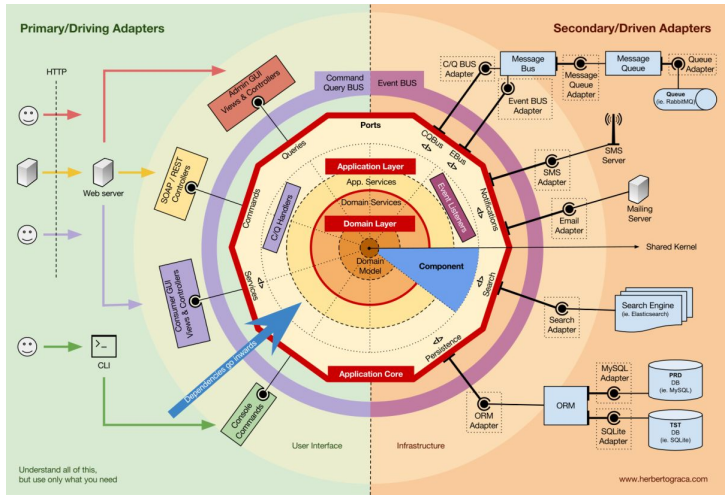 Primary/Driving Adapters
Secondary/Driven Adapters
HTTP
Web server
CLI
Admin GUI
Views & Controllers
SOAP / REST
Controllers
Consumer GUI
Views & Controllers
Console
Commands
Command
Query BUS
Event BUS
Ports
Queries
Commands
Services
CQBus
EBus
Notifications
Search
Persistence
Application Layer
App. Services
Domain Services
Domain Layer
Domain
Model
C/Q Handlers
Event Listeners
Component
Application Core
Dependencies go inwards
User Interface
Infrastructure
C/Q BUS
Adapter
Message
Bus
Event BUS
Adapter
Message
Queue
Adapter
Message
Queue
Queue
Adapter
Queue
(ie. RabbitMQ)
SMS
Adapter
SMS
Server
Email
Adapter
Mailing
Server
Shared Kernel
Search
Adapter
Search Engine
(ie. Elasticsearch)
ORM
Adapter
ORM
MySQL
Adapter
PRD
DB
(ie. MySQL)
SQLite
Adapter
TST
DB
(ie. SQLite)
Understand all of this,
but use only what you need
www.herbertograca.com